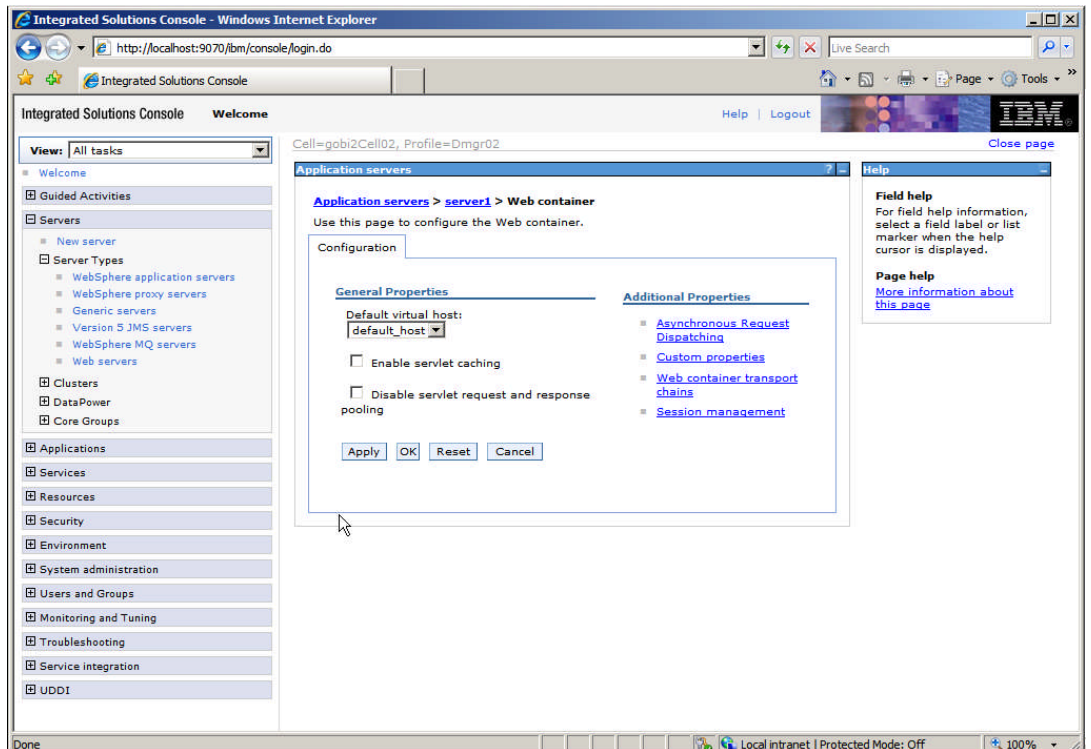 Integrated Solutions Console - Windows Internet Explorer
http://localhost:9070/ibm/console/login.do
Live Search
Integrated Solutions Console
Page
Tools
»
Integrated Solutions Console Welcome
Help | Logout
IBM®
View: All tasks
Welcome
Guided Activities
Servers
New server
Server Types
WebSphere application servers
WebSphere proxy servers
Generic servers
Version 5 JMS servers
WebSphere MQ servers
Web servers
Clusters
DataPower
Core Groups
Applications
Services
Resources
Security
Environment
System administration
Users and Groups
Monitoring and Tuning
Troubleshooting
Service integration
UDDI
Cell=gobi2Cell02, Profile=Dmgr02
Close page
Application servers
? -
Application servers > server1 > Web container
Use this page to configure the Web container.
Configuration
General Properties
Default virtual host:
default_host
Enable servlet caching
Disable servlet request and response
pooling
Apply OK Reset Cancel
Additional Properties
Asynchronous Request
Dispatching
Custom properties
Web container transport
chains
Session management
Help
Field help
For field help information,
select a field label or list
marker when the help
cursor is displayed.
Page help
More information about
this page
Done
Local intranet | Protected Mode: Off
100%